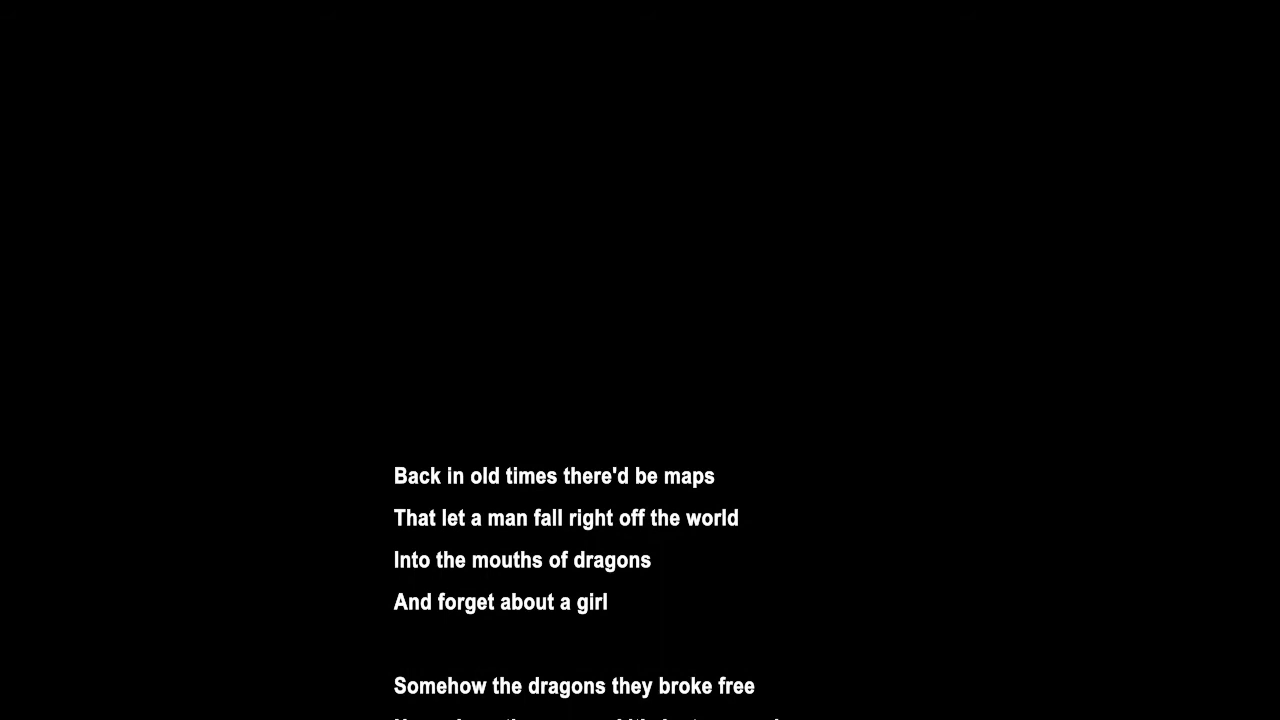 Back in old times there'd be maps
That let a man fall right off the world
Into the mouths of dragons
And forget about a girl
Somehow the dragons they broke free